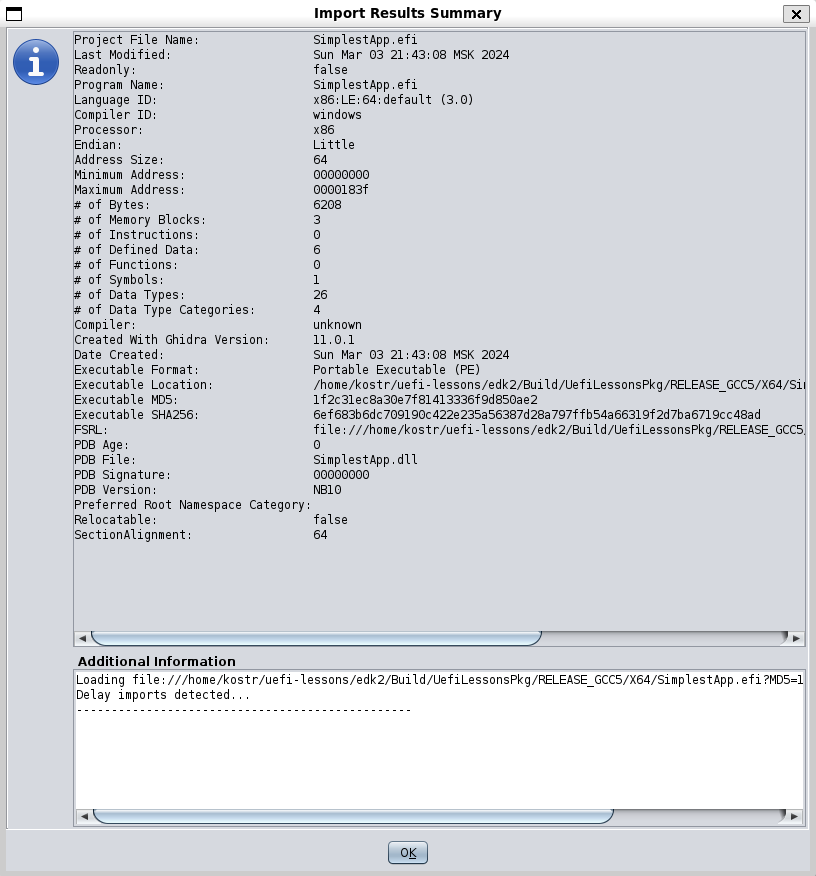 Import Results Summary
Project File Name: SimplestApp.efi
Last Modified: Sun Mar 03 21:43:08 MSK 2024
Readonly: false
Program Name: SimplestApp.efi
Language ID: x86:LE:64:default (3.0)
Compiler ID: windows
Processor: x86
Endian: Little
Address Size: 64
Minimum Address: 00000000
Maximum Address: 0000183f
# of Bytes: 6208
# of Memory Blocks: 3
# of Instructions: 0
# of Defined Data: 6
# of Functions: 0
# of Symbols: 1
# of Data Types: 26
# of Data Type Categories: 4
Compiler: unknown
Created With Ghidra Version: 11.0.1
Date Created: Sun Mar 03 21:43:08 MSK 2024
Executable Format: Portable Executable (PE)
Executable Location: /home/kostr/uefi-lessons/edk2/Build/UefiLessonsPkg/RELEASE_GCC5/X64/Sim
Executable MD5: 1f2c31ec8a30e7f81413336f9d850ae2
Executable SHA256: 6ef683b6dc709190c422e235a56387d28a797ffb54a66319f2d7ba6719cc48ad
FSRL: file:///home/kostr/uefi-lessons/edk2/Build/UefiLessonsPkg/RELEASE_GCC5/
PDB Age: 0
PDB File: SimplestApp.dll
PDB Signature: 00000000
PDB Version: NB10
Preferred Root Namespace Category:
Relocatable: false
SectionAlignment: 64
Additional Information
Loading file:///home/kostr/uefi-lessons/edk2/Build/UefiLessonsPkg/RELEASE_GCC5/X64/SimplestApp.efi?MD5=1
Delay imports detected...
------------------------------------------------
OK